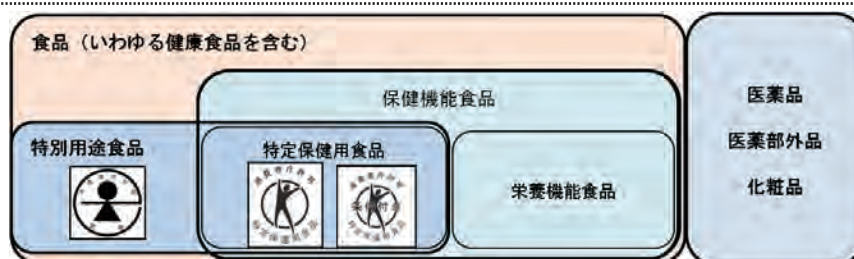 食品（いわゆる健康食品を含む）
保健機能食品
特別用途食品
特定保健用食品
栄養機能食品
医薬品
医薬部外品
化粧品